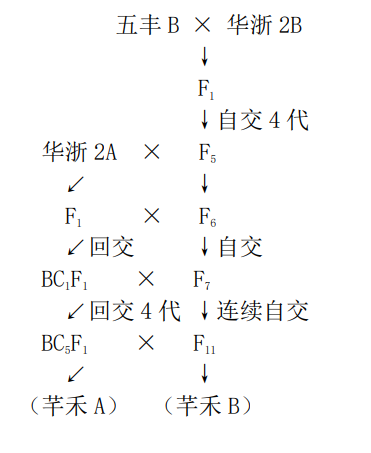 五丰 B × 华浙 2B
↓
F₁
↓自交 4 代
华浙 2A × F₅
↙ ↓
F₁ × F₆
↙回交 ↓自交
BC₁F₁ × F₇
↙回交 4 代 ↓连续自交
BC₅F₁ × F₁₁
↙ ↓
（芊禾 A） （芊禾 B）